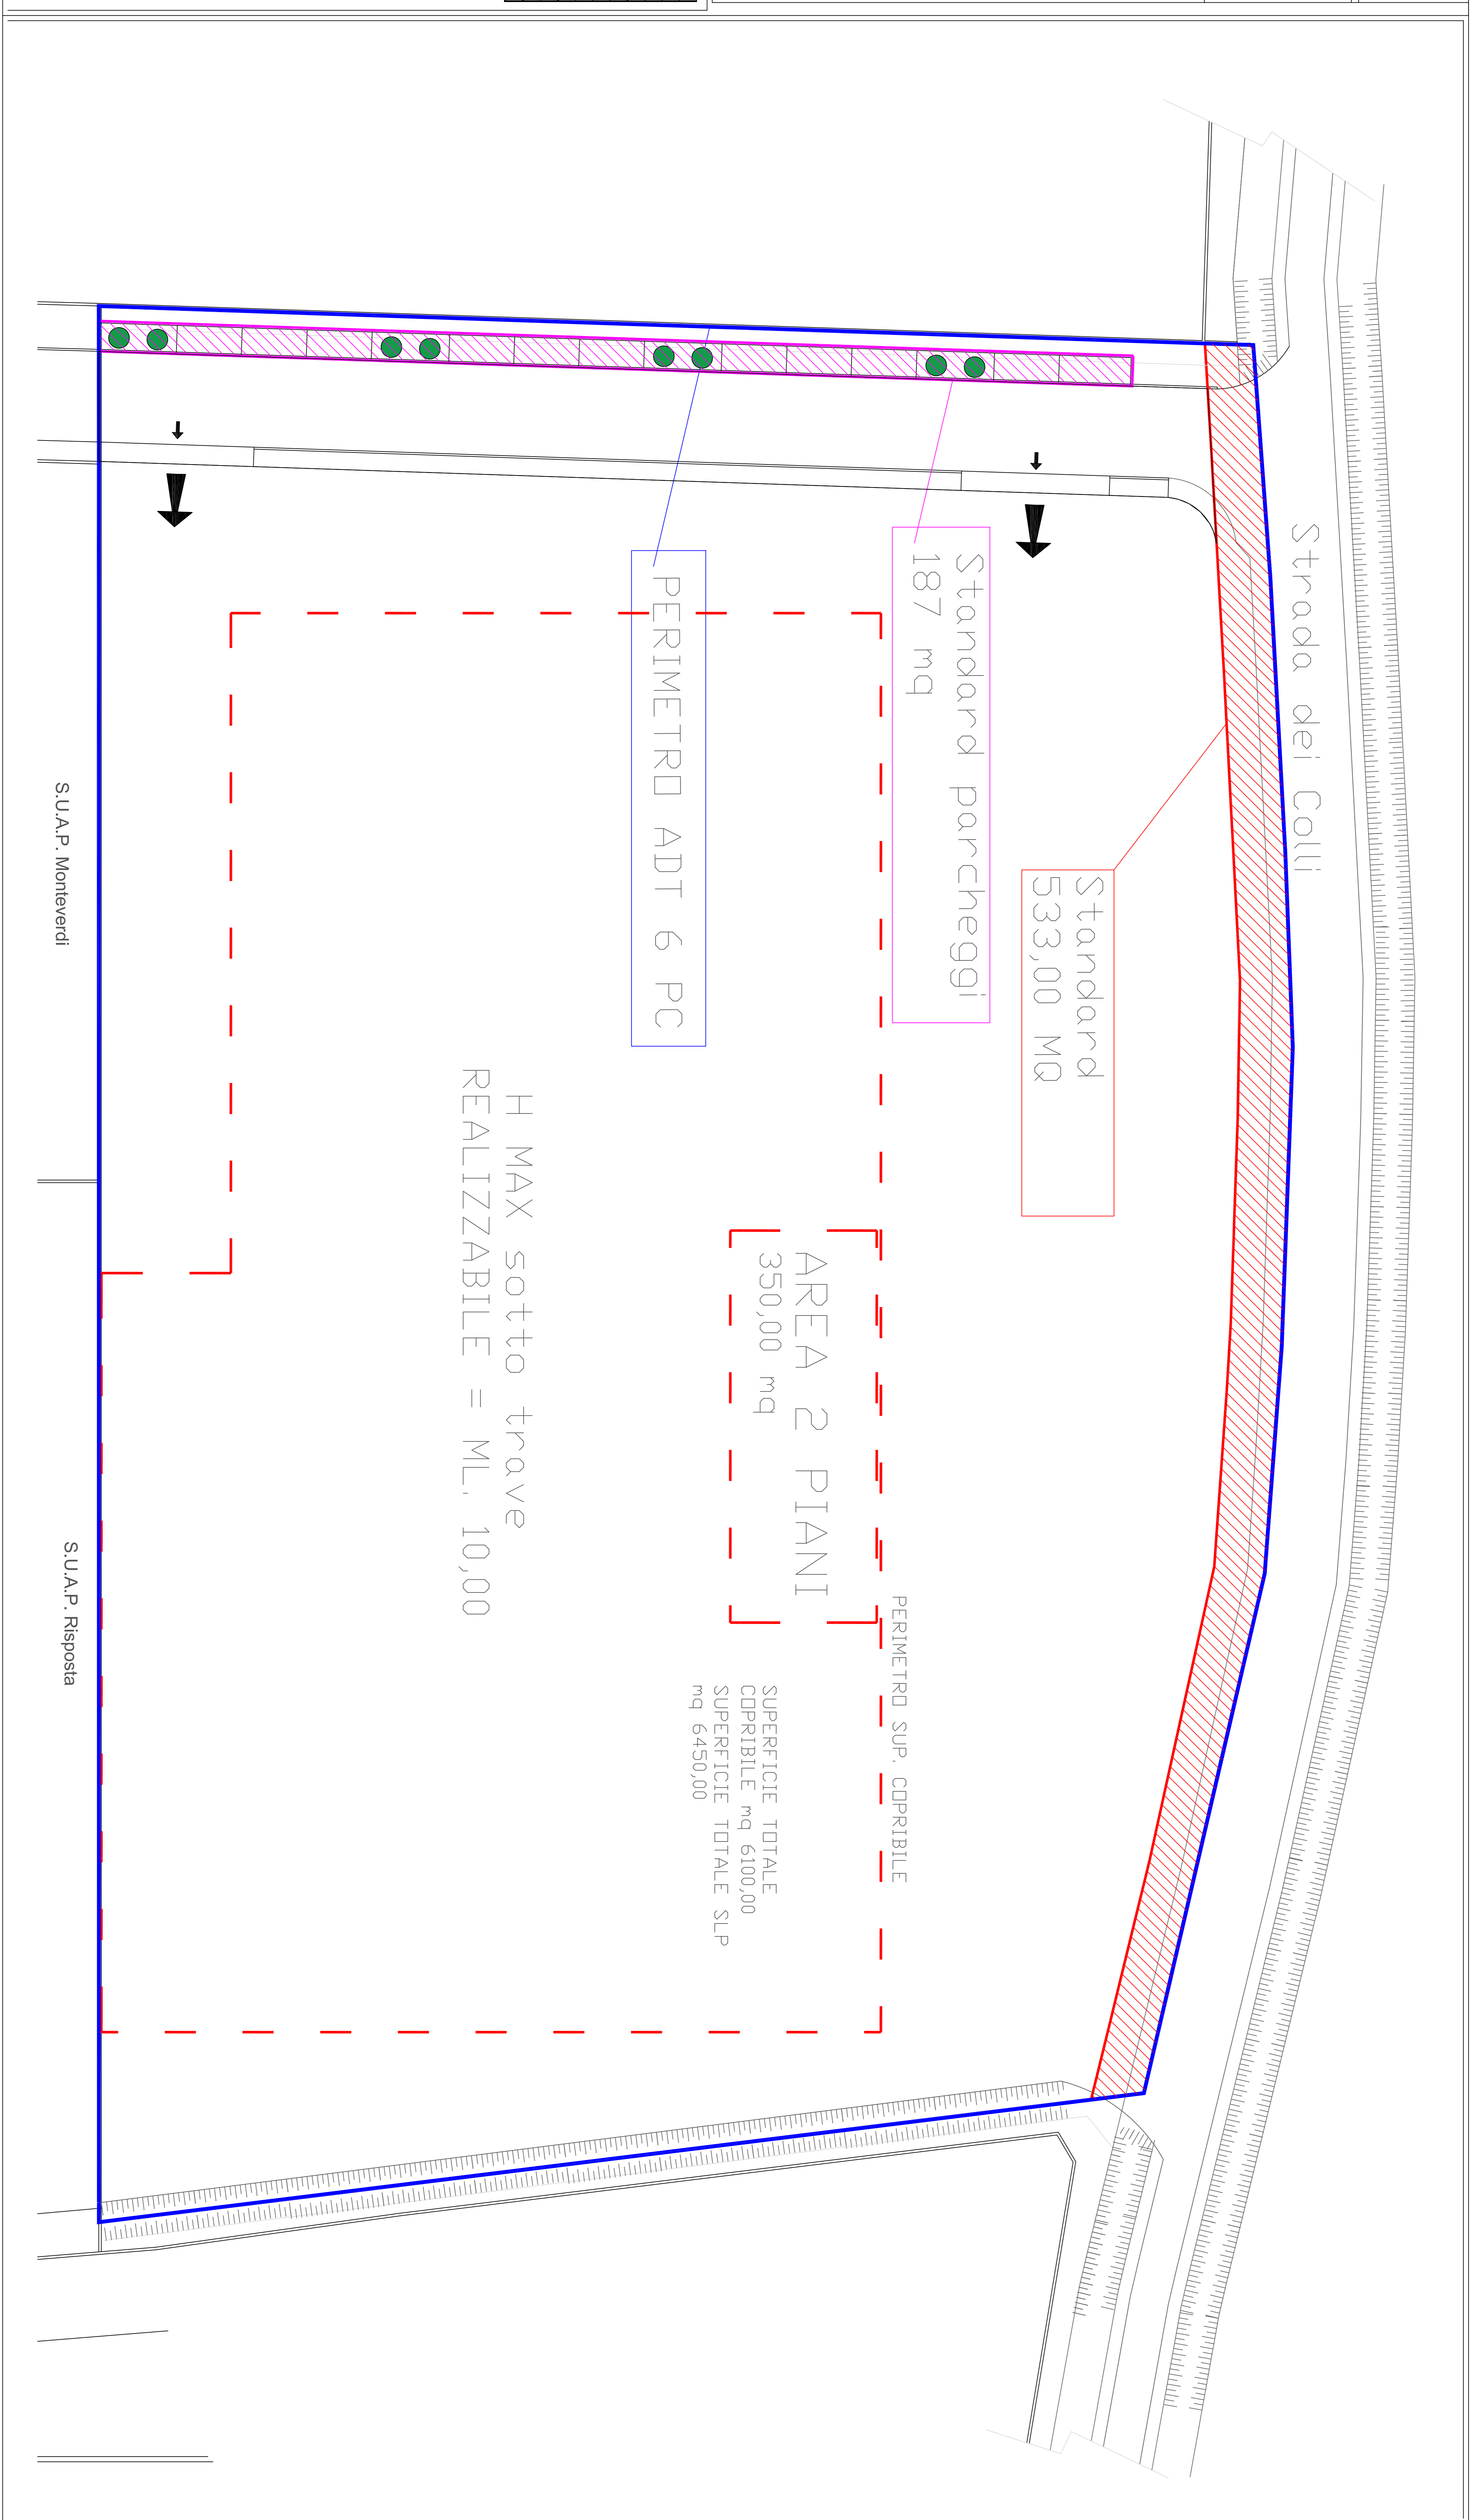 Strada dei Colli
Standard
533,00 MQ
Standard parcheggi
187 mq
PERIMETRO ADT 6 PC
PERIMETRO SUP. COPRIBILE
AREA 2 PIANI
350,00 mq
SUPERFICIE TOTALE
COPRIBILE mq 6100,00
SUPERFICIE TOTALE SLP
mq 6450,00
H MAX sotto trave
REALIZZABILE = ML. 10,00
S.U.A.P. Monteverdi
S.U.A.P. Risposta